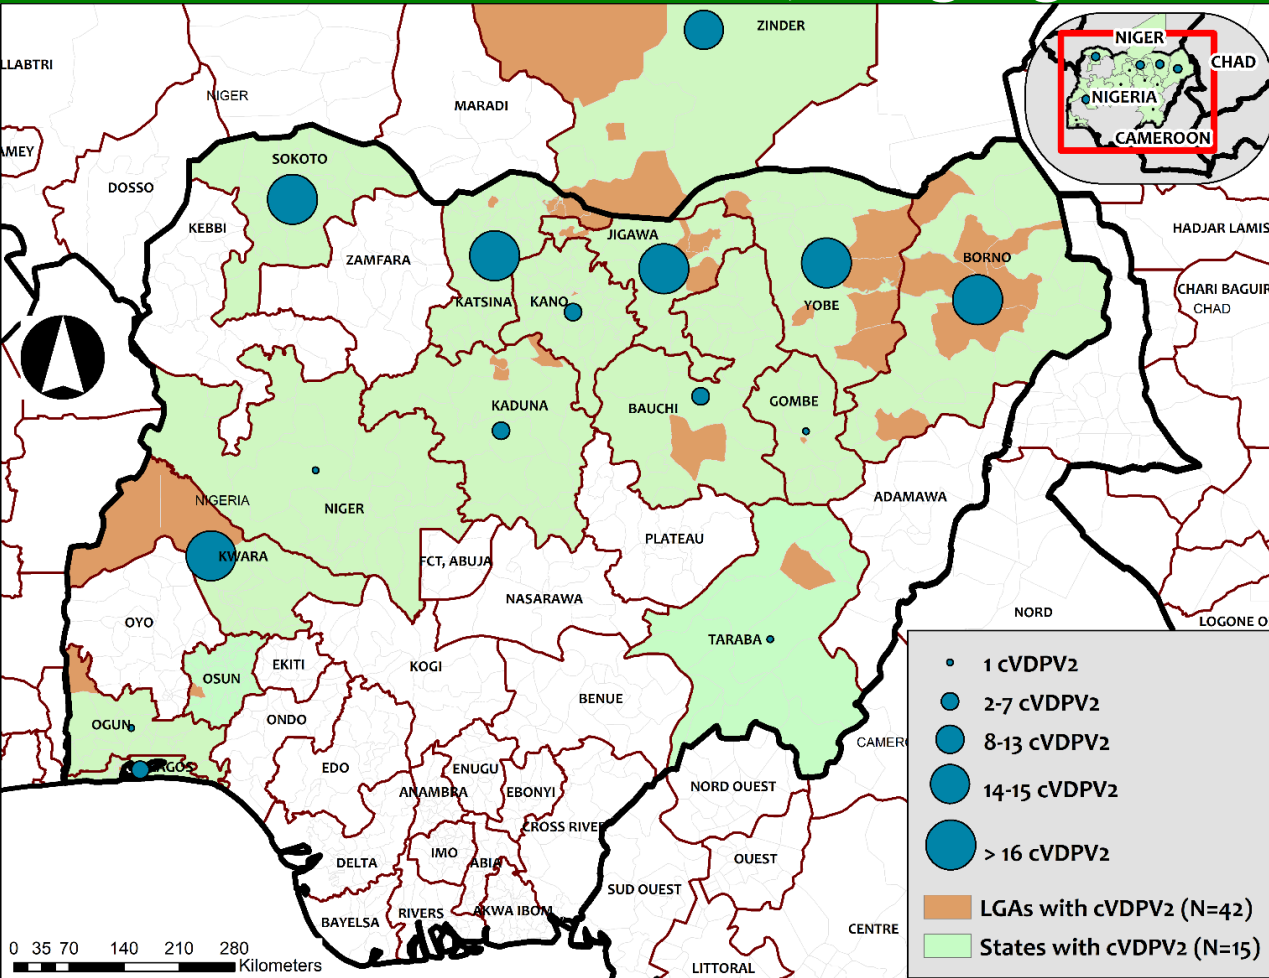 ZINDER
NIGER
CHAD
NIGERIA
CAMEROON
LLABTRI
NIGER
MARADI
AMEY
DOSSO
SOKOTO
KEBBI
ZAMFARA
JIGAWA
KATSINA
KANO
YOBE
BORNO
HADJAR LAMIS
CHARI BAGUIR
CHAD
KADUNA
BAUCHI
GOMBE
ADAMAWA
NIGERIA
NIGER
KWARA
FCT, ABUJA
PLATEAU
NASARAWA
OYO
TARABA
NORD
LOGONE O
OSUN
EKITI
KOGI
BENUE
OGUN
ONDO
LAGOS
EDO
ENUGU
ANAMBRA
EBONYI
CROSS RIVER
CAMERO
NORD OUEST
DELTA
IMO
ABIA
OUEST
SUD OUEST
BAYELSA
RIVERS
AKWA IBOM
CENTRE
LITTORAL
1 cVDPV2
2-7 cVDPV2
8-13 cVDPV2
14-15 cVDPV2
> 16 cVDPV2
LGAs with cVDPV2 (N=42)
States with cVDPV2 (N=15)
0 35 70 140 210 280
Kilometers